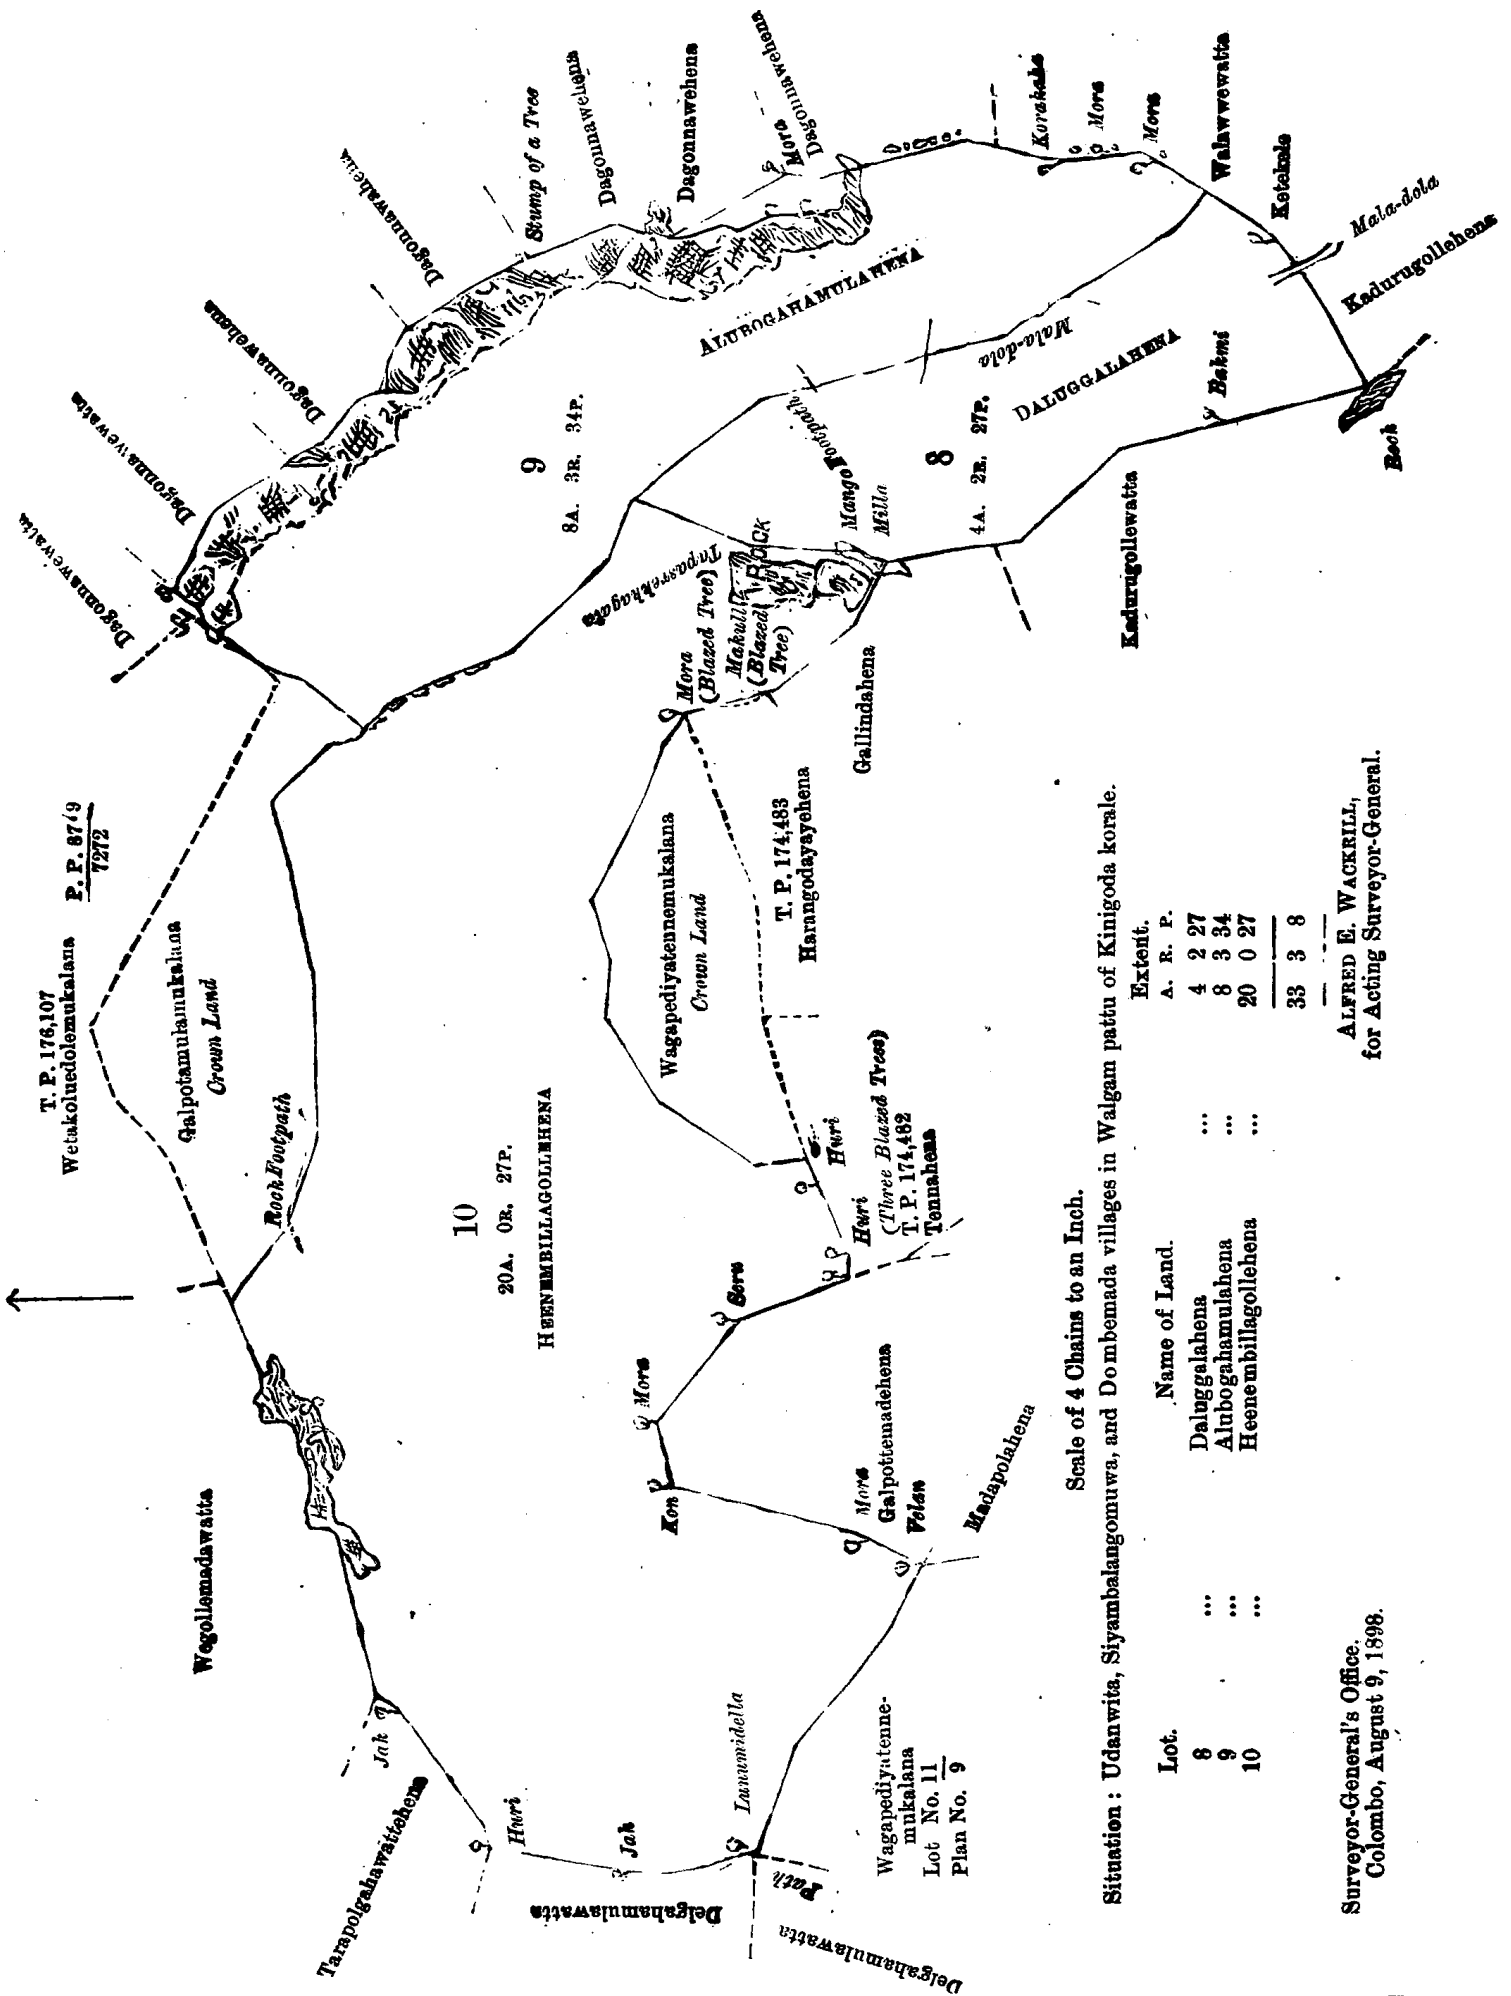 T. P. 176,107
Wetakoluedolemukalana
P. P. 8749
7272
Galpotamulamukalana
Crown Land
Rock Footpath
Wegollemadawatta
Jak
Tarapolgahawattehena
Huri
Jak
Delgahamulawatta
Lunumidella
Path
Delgahamulawatta
Wagapediyatenne-
mukalana
Lot No. 11
Plan No. 9
10
20A. 0R. 27P.
HEENEMBILLAGOLLEHENA
Kon
Mora
Goru
Mora
Galpottemadehena
Velan
Madapolahena
Huri
(Three Blazed Trees)
T. P. 174,482
Tennahena
Huri
Wagapediyatennemukalana
Crown Land
T. P. 174,483
Harangodayayehena
Mora
(Blazed Tree)
Makulla
(Blazed
Tree)
ROCK
Tapasrekhagala
Gallindahena
Mango
Milla
Footpath
Dagonnawewatta
Dagonnawewatta
Dagonnawehena
Dagonnawahena
Stump of a Tree
Dagonnawehena
Dagonnawehena
Mora
Dagonnawehena
9
8A. 3R. 34P.
ALUBOGAHAMULAHENA
8
4A. 2R. 27P.
DALUGGALAHENA
Mala-dola
Korakaha
Mora
Mora
Walawwewatta
Ketekala
Mala-dola
Kadurugollehena
Bakmi
Rock
Kadurugollewatta
Scale of 4 Chains to an Inch.
Situation : Udanwita, Siyambalangomuwa, and Dombemada villages in Walgam pattu of Kinigoda korale.
Lot. Name of Land. Extent.
A. R. P.
8 ... Daluggalahena ... 4 2 27
9 ... Alubogahamulahena ... 8 3 34
10 ... Heenembillagollehena ... 20 0 27
33 3 8
Surveyor-General's Office.
Colombo, August 9, 1898.
ALFRED E. WACKRILL,
for Acting Surveyor-General.